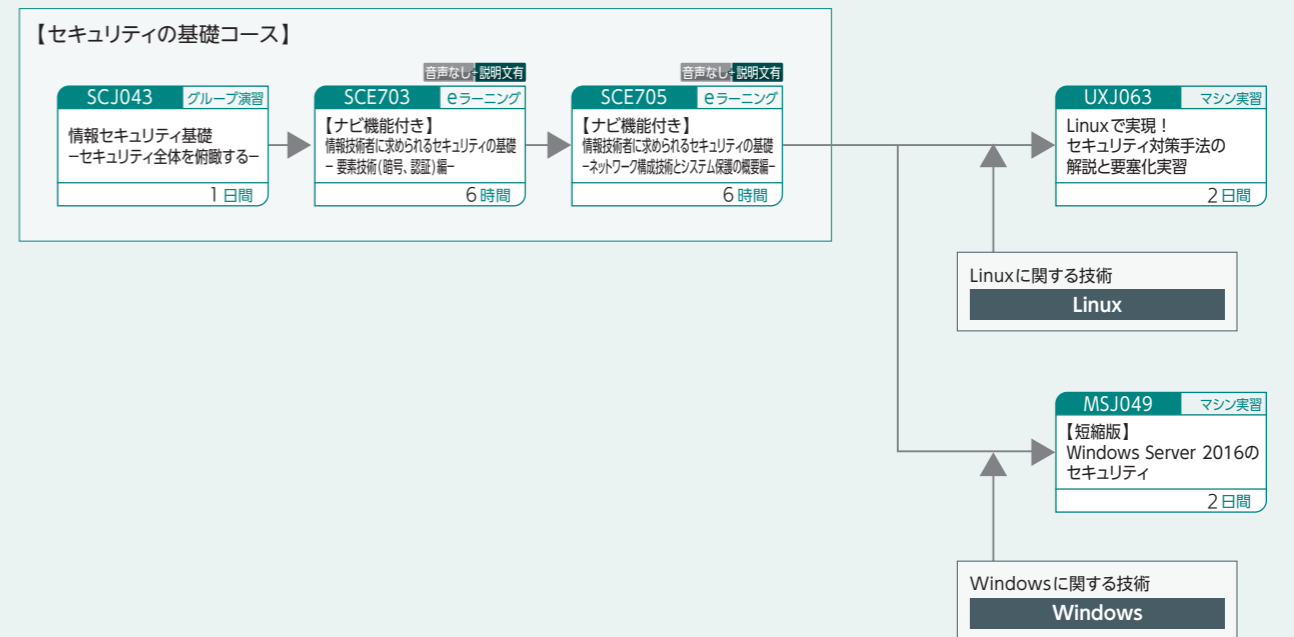 【セキュリティの基礎コース】
SCJ043 グループ演習
情報セキュリティ基礎
ーセキュリティ全体を俯瞰するー
1日間
音声なし+説明文有
SCE703 eラーニング
【ナビ機能付き】
情報技術者に求められるセキュリティの基礎
ー 要素技術(暗号、認証)編ー
6時間
音声なし+説明文有
SCE705 eラーニング
【ナビ機能付き】
情報技術者に求められるセキュリティの基礎
ーネットワーク構成技術とシステム保護の概要編ー
6時間
UXJ063 マシン実習
Linuxで実現！
セキュリティ対策手法の
解説と要塞化実習
2日間
Linuxに関する技術
Linux
MSJ049 マシン実習
【短縮版】
Windows Server 2016の
セキュリティ
2日間
Windowsに関する技術
Windows